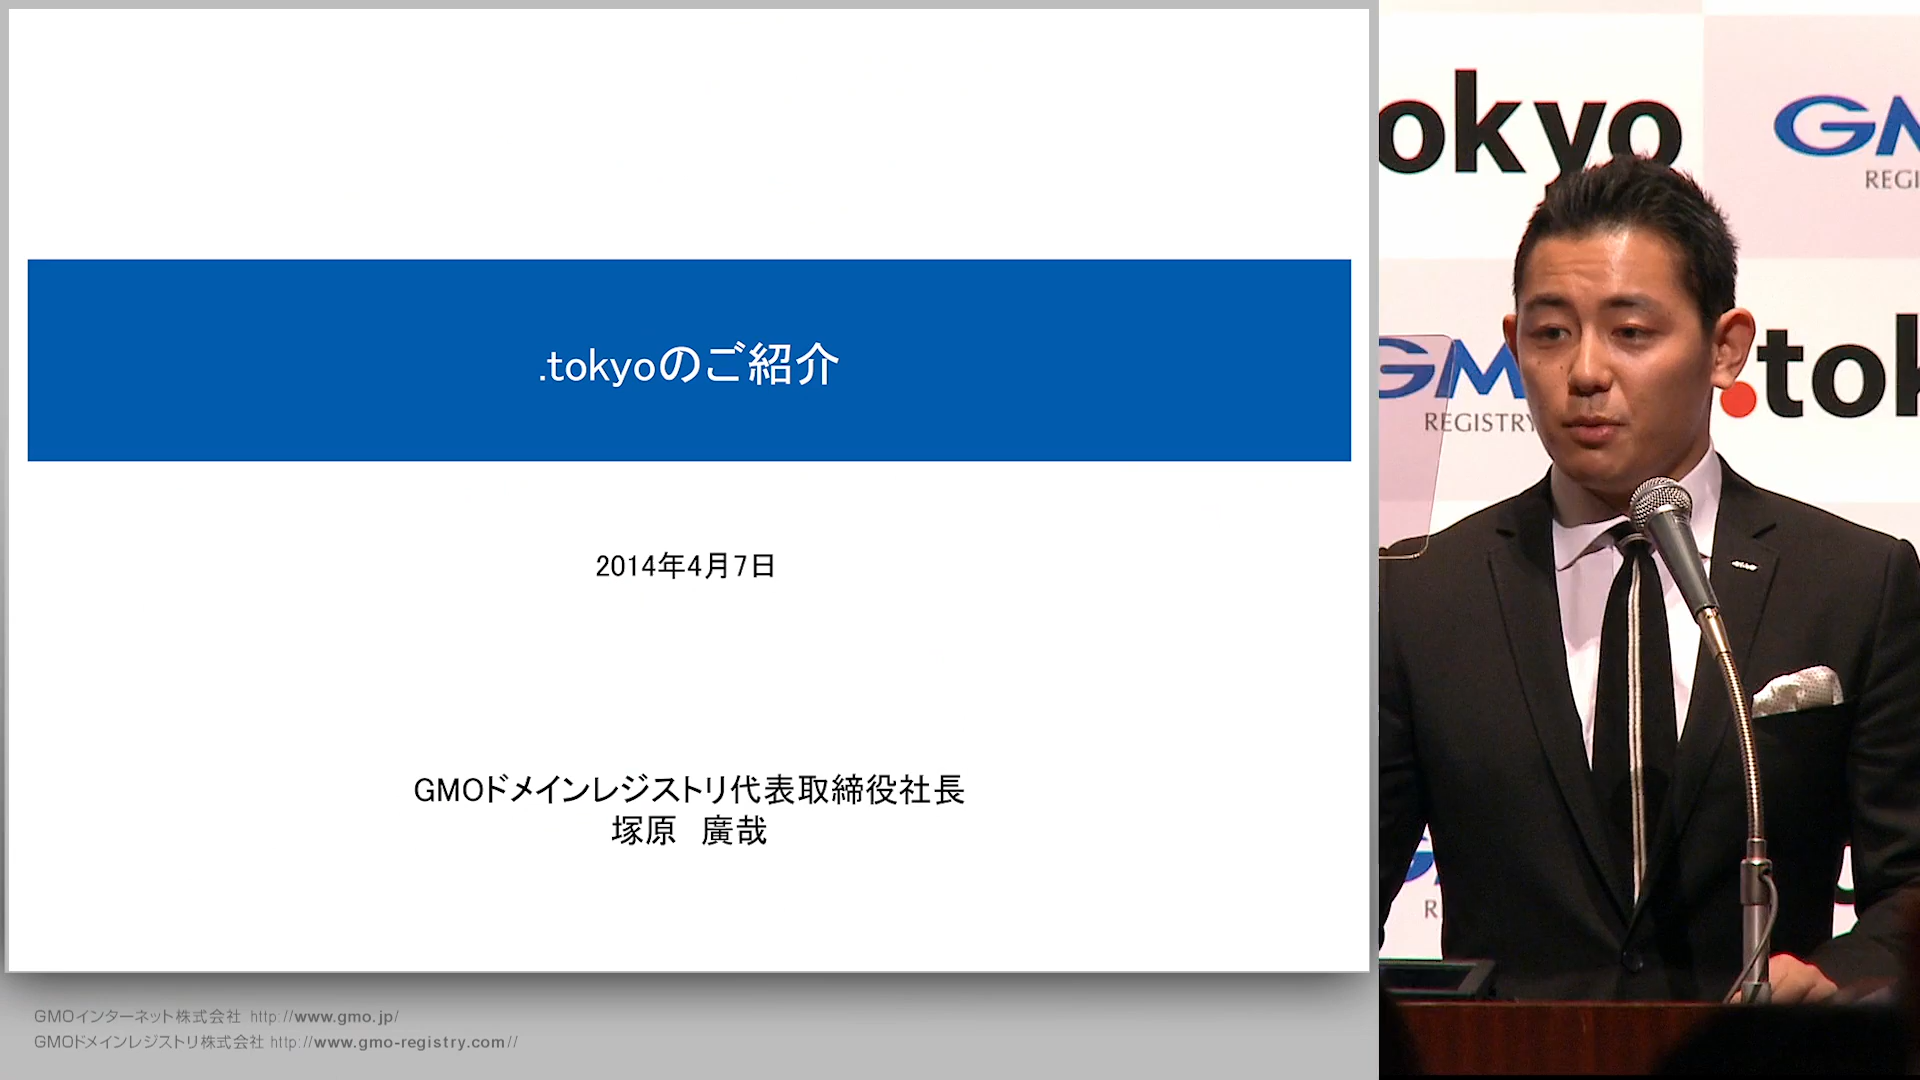 .tokyoのご紹介
2014年4月7日
GMOドメインレジストリ代表取締役社長
塚原 廣哉
GMOインターネット株式会社 http://www.gmo.jp/
GMOドメインレジストリ株式会社 http://www.gmo-registry.com//
okyo
GM
REGI
GM
REGISTRY
.tok
R